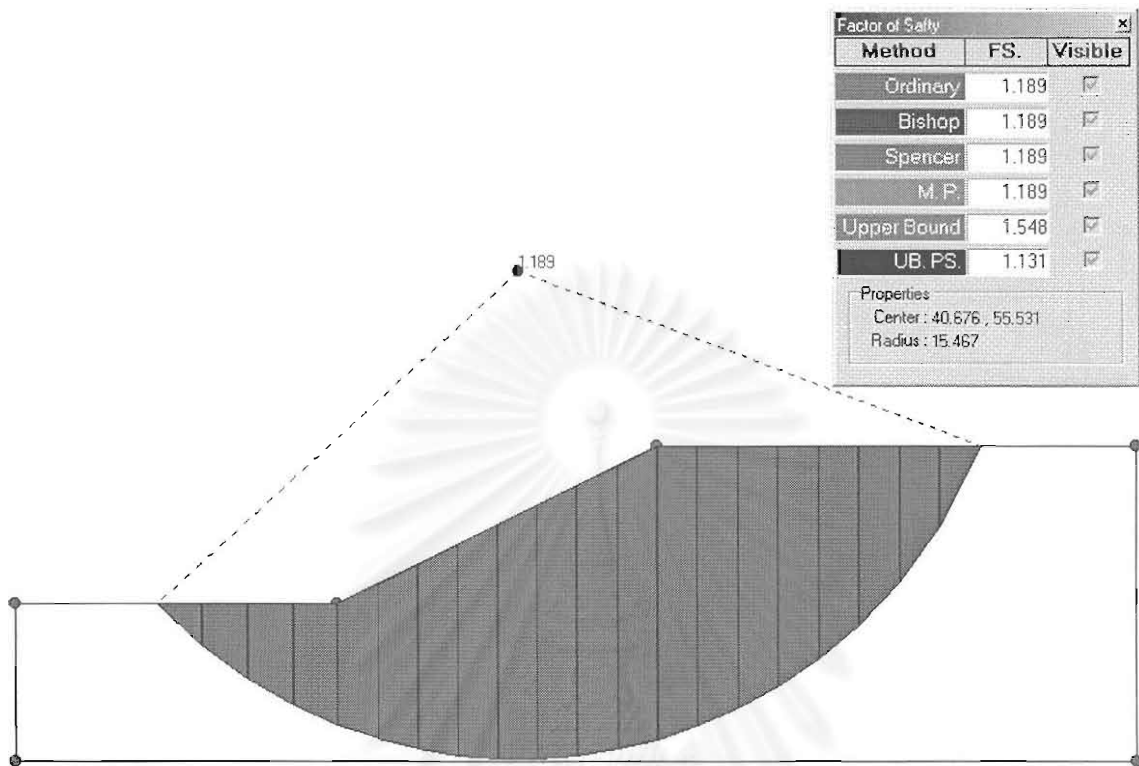 Factor of Safty
Method FS. Visible
Ordinary 1.189
Bishop 1.189
Spencer 1.189
M. P. 1.189
Upper Bound 1.548
UB. PS. 1.131
Properties
Center : 40.676 , 55.531
Radius : 15.467
1.189